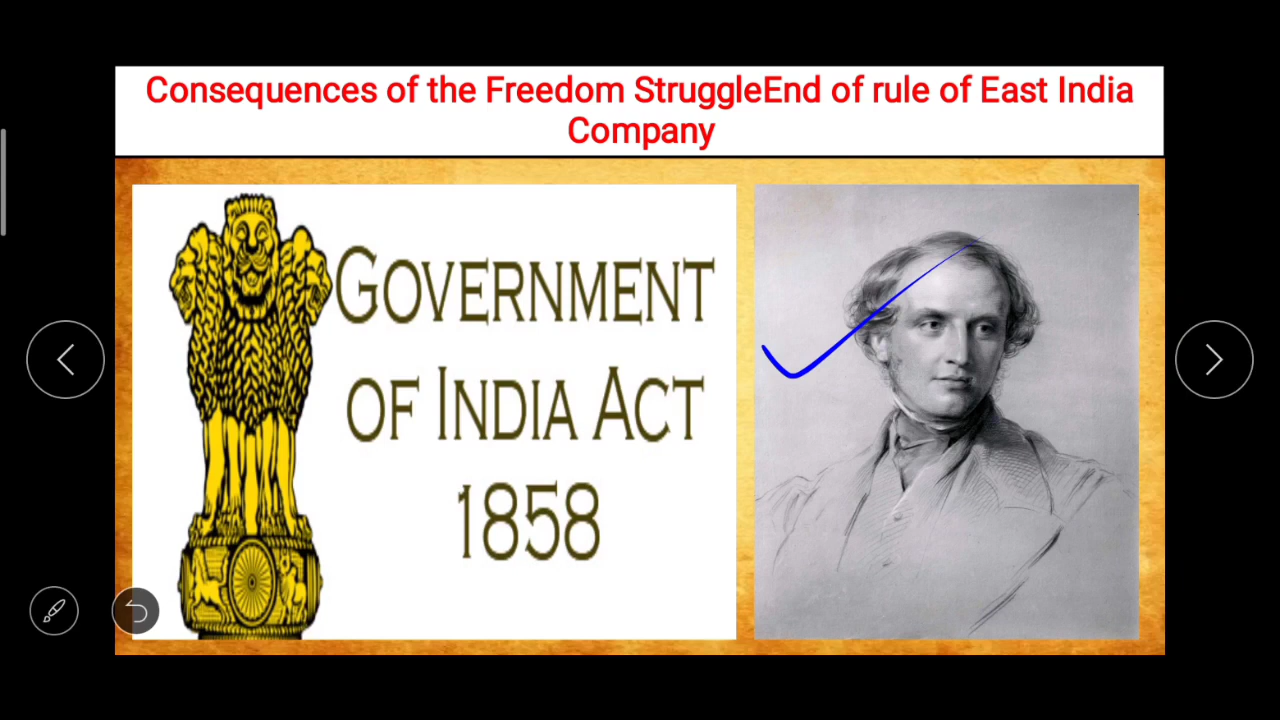 Consequences of the Freedom StruggleEnd of rule of East India
Company
GOVERNMENT
OF INDIA ACT
1858